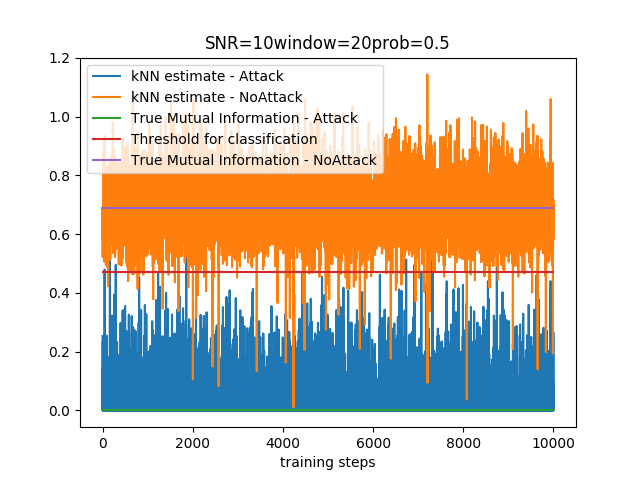 SNR=10window=20prob=0.5
kNN estimate - Attack
kNN estimate - NoAttack
True Mutual Information - Attack
Threshold for classification
True Mutual Information - NoAttack
1.2
1.0
0.8
0.6
0.4
0.2
0.0
0 2000 4000 6000 8000 10000
training steps